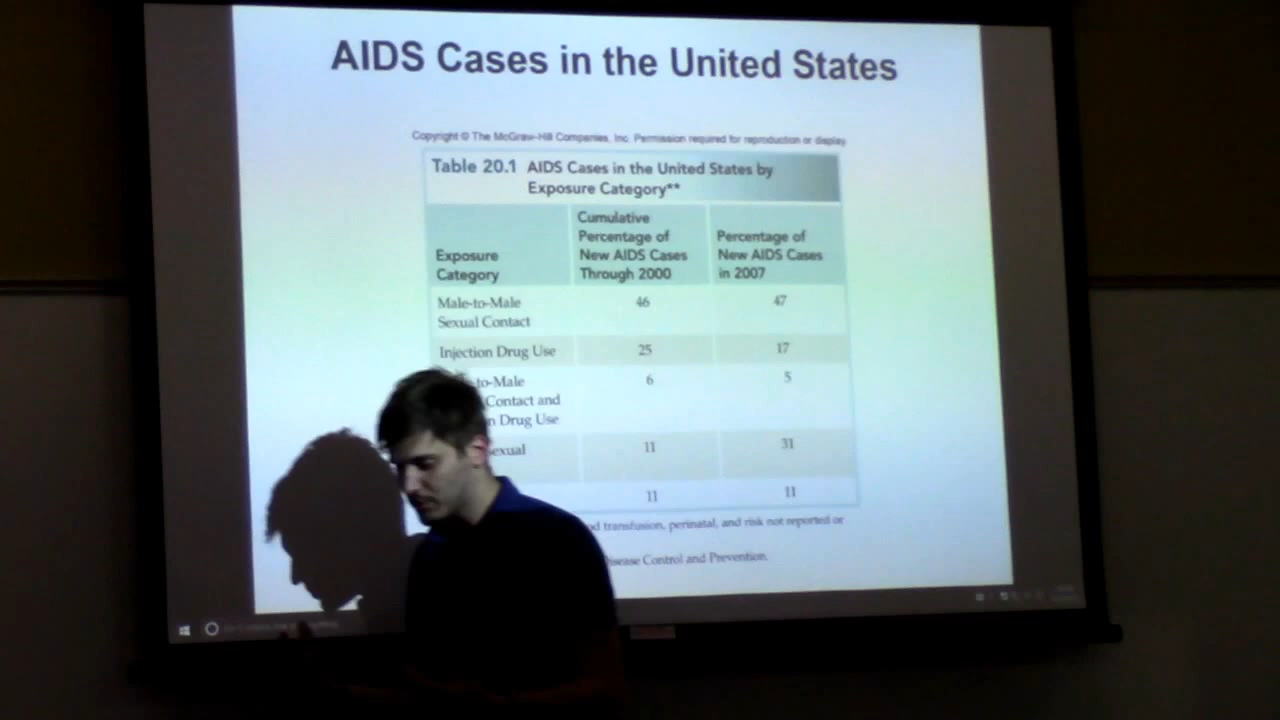 AIDS Cases in the United States
Copyright © The McGraw-Hill Companies, Inc. Permission required for reproduction or display
Table 20.1 AIDS Cases in the United States by
Exposure Category**
Exposure
Category
Cumulative
Percentage of
New AIDS Cases
Through 2000
Percentage of
New AIDS Cases
in 2007
Male-to-Male
Sexual Contact
46
47
Injection Drug Use
25
17
to-Male
Contact and
n Drug Use
6
5
exual
11
31
11
11
od transfusion, perinatal, and risk not reported or
isease Control and Prevention.